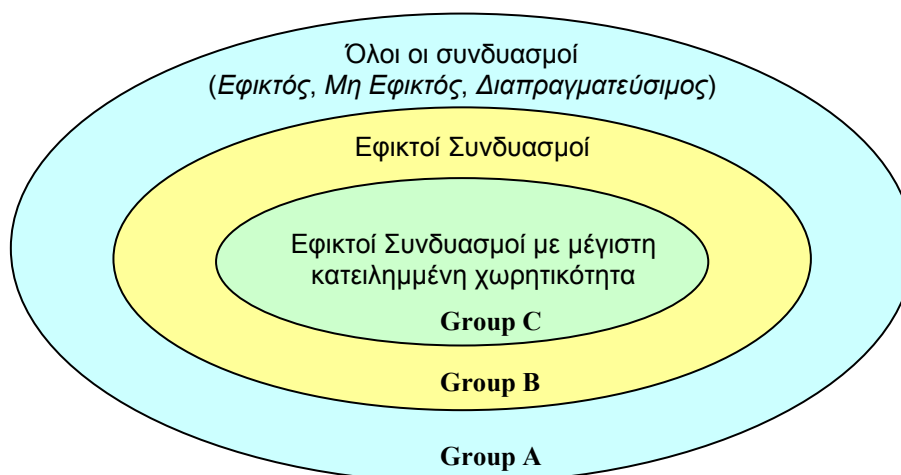 Όλοι οι συνδυασμοί
(Εφικτός, Μη Εφικτός, Διαπραγματεύσιμος)
Εφικτοί Συνδυασμοί
Εφικτοί Συνδυασμοί με μέγιστη
κατειλημμένη χωρητικότητα
Group C
Group B
Group A